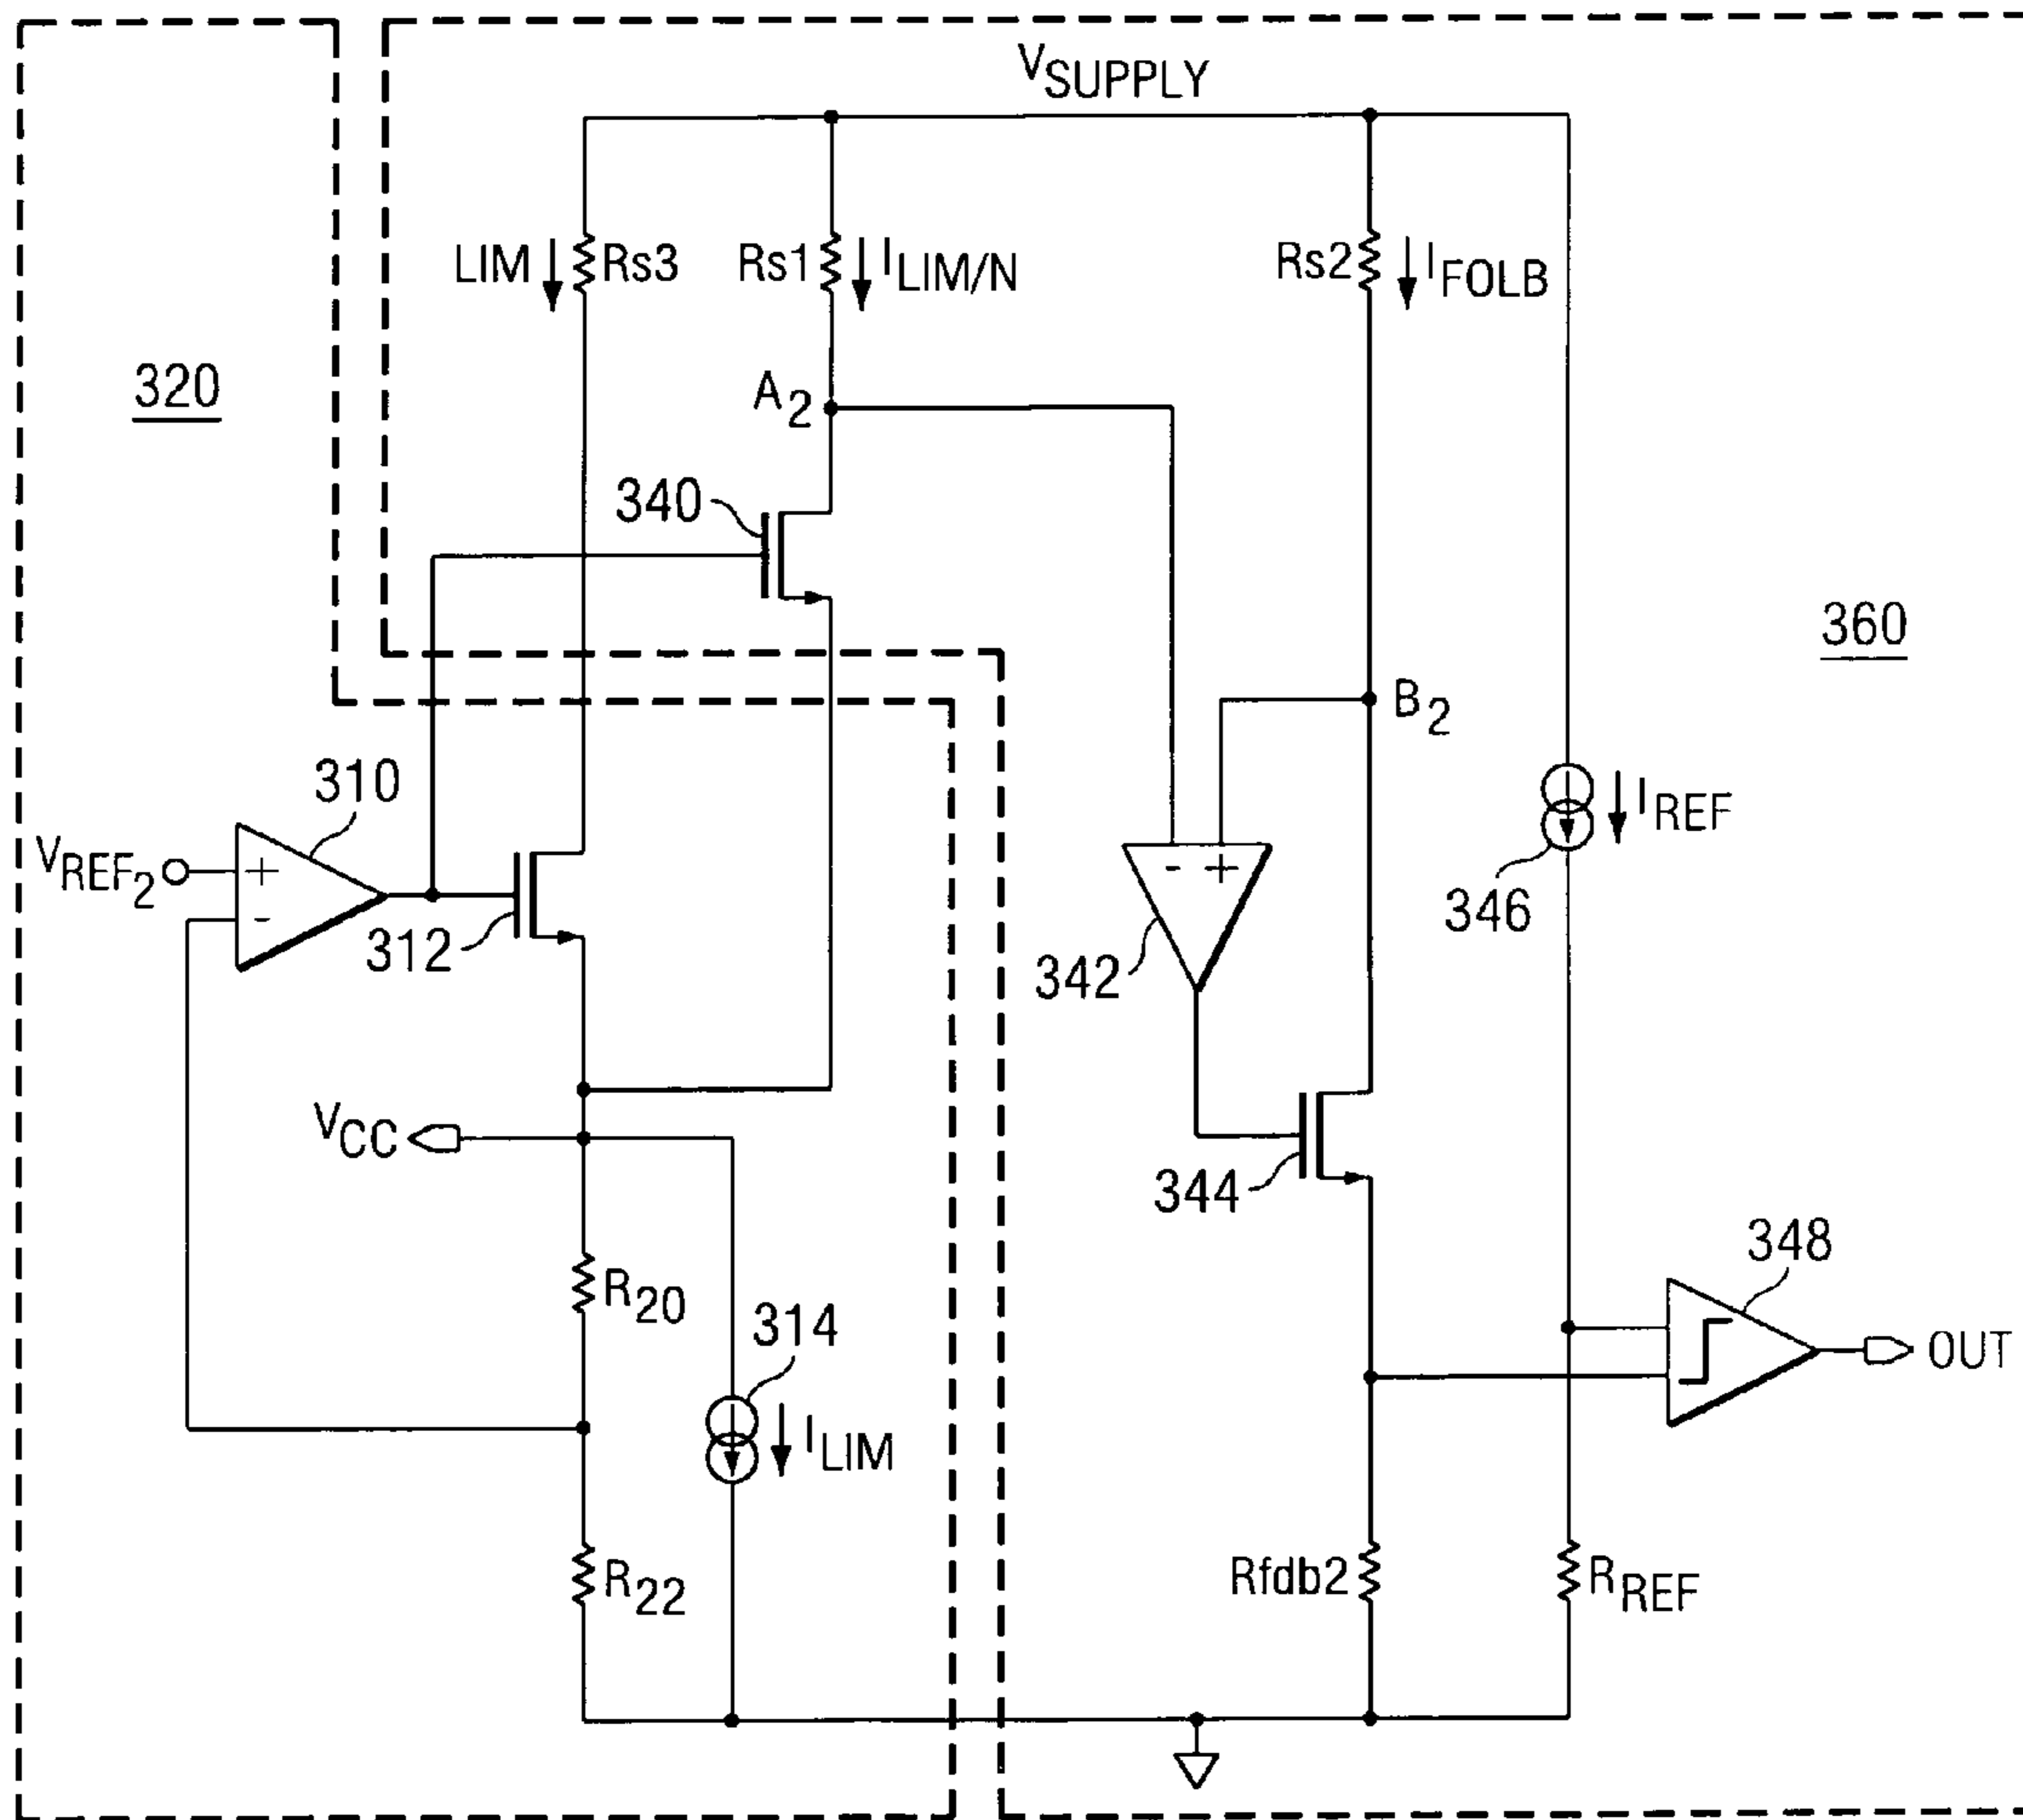 VSUPPLY
LIM Rs3 Rs1 ILIM/N Rs2 IFOLB
320
A2
340
360
B2
310
IREF
VREF2 + -
- +
346
312
342
VCC
344
348
R20
314
OUT
ILIM
R22
Rfdb2 RREF